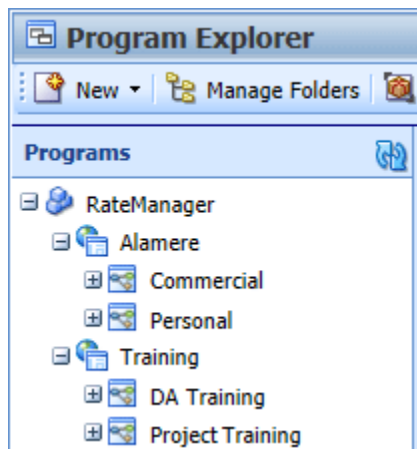 Program Explorer
New Manage Folders
Programs
RateManager
Alamere
Commercial
Personal
Training
DA Training
Project Training